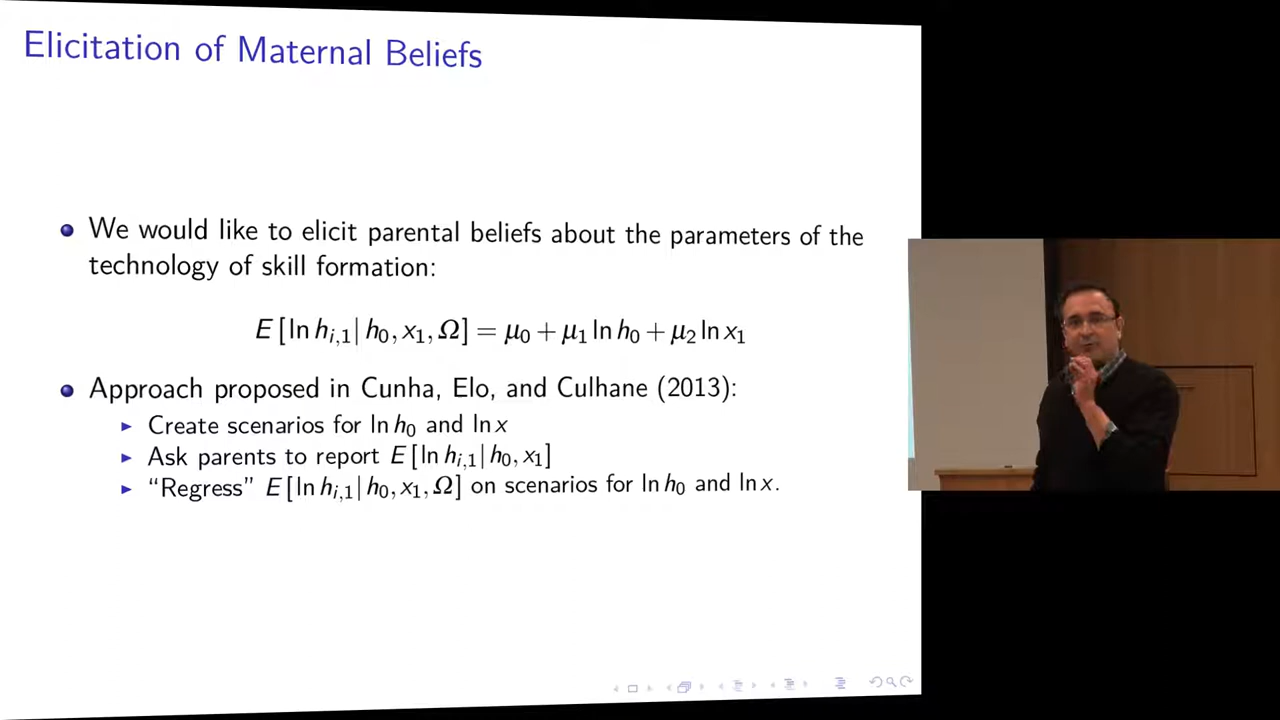 Elicitation of Maternal Beliefs
We would like to elicit parental beliefs about the parameters of the
technology of skill formation:
E [ln h_{i,1} | h_0, x_1, Ω] = μ_0 + μ_1 ln h_0 + μ_2 ln x_1
Approach proposed in Cunha, Elo, and Culhane (2013):
Create scenarios for ln h_0 and ln x
Ask parents to report E [ln h_{i,1} | h_0, x_1]
“Regress” E [ln h_{i,1} | h_0, x_1, Ω] on scenarios for ln h_0 and ln x.